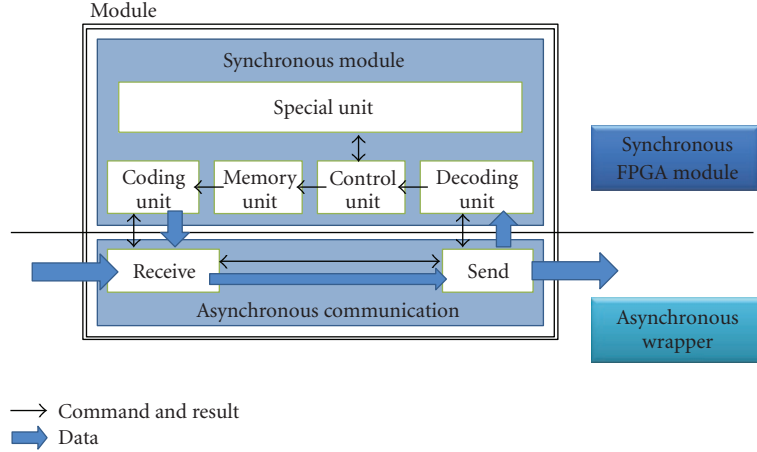 Module
Synchronous module
Special unit
Coding unit
Memory unit
Control unit
Decoding unit
Receive
Send
Asynchronous communication
Synchronous
FPGA module
Asynchronous
wrapper
Command and result
Data